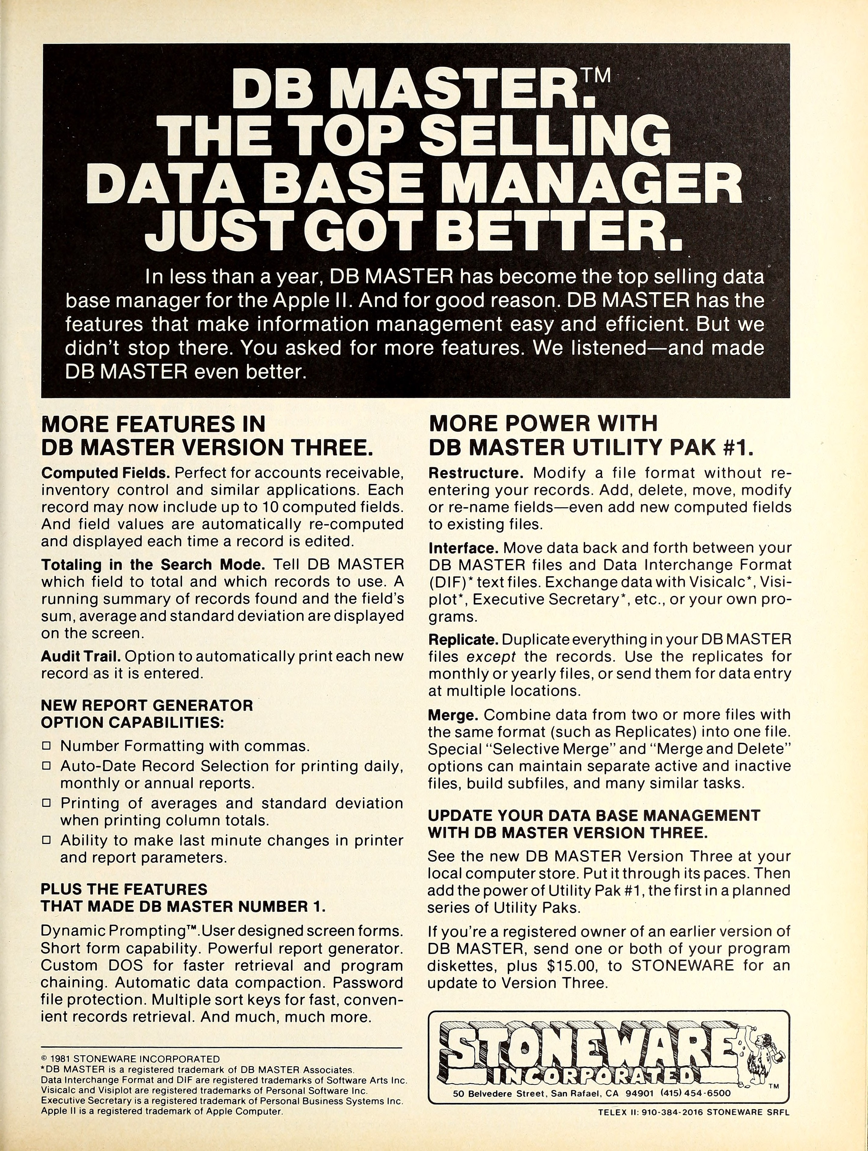 DB MASTER.™
THE TOP SELLING
DATA BASE MANAGER
JUST GOT BETTER.
In less than a year, DB MASTER has become the top selling data
base manager for the Apple II. And for good reason. DB MASTER has the
features that make information management easy and efficient. But we
didn't stop there. You asked for more features. We listened—and made
DB MASTER even better.
MORE FEATURES IN
DB MASTER VERSION THREE.
Computed Fields. Perfect for accounts receivable,
inventory control and similar applications. Each
record may now include up to 10 computed fields.
And field values are automatically re-computed
and displayed each time a record is edited.
Totaling in the Search Mode. Tell DB MASTER
which field to total and which records to use. A
running summary of records found and the field's
sum, average and standard deviation are displayed
on the screen.
Audit Trail. Option to automatically print each new
record as it is entered.
NEW REPORT GENERATOR
OPTION CAPABILITIES:
□ Number Formatting with commas.
□ Auto-Date Record Selection for printing daily,
monthly or annual reports.
□ Printing of averages and standard deviation
when printing column totals.
□ Ability to make last minute changes in printer
and report parameters.
PLUS THE FEATURES
THAT MADE DB MASTER NUMBER 1.
Dynamic Prompting™.User designed screen forms.
Short form capability. Powerful report generator.
Custom DOS for faster retrieval and program
chaining. Automatic data compaction. Password
file protection. Multiple sort keys for fast, conven-
ient records retrieval. And much, much more.
© 1981 STONEWARE INCORPORATED
*DB MASTER is a registered trademark of DB MASTER Associates.
Data Interchange Format and DIF are registered trademarks of Software Arts Inc.
Visicalc and Visiplot are registered trademarks of Personal Software Inc.
Executive Secretary is a registered trademark of Personal Business Systems Inc.
Apple II is a registered trademark of Apple Computer.
MORE POWER WITH
DB MASTER UTILITY PAK #1.
Restructure. Modify a file format without re-
entering your records. Add, delete, move, modify
or re-name fields—even add new computed fields
to existing files.
Interface. Move data back and forth between your
DB MASTER files and Data Interchange Format
(DIF)* text files. Exchange data with Visicalc*, Visi-
plot*, Executive Secretary*, etc., or your own pro-
grams.
Replicate. Duplicate everything in your DB MASTER
files except the records. Use the replicates for
monthly or yearly files, or send them for data entry
at multiple locations.
Merge. Combine data from two or more files with
the same format (such as Replicates) into one file.
Special "Selective Merge" and "Merge and Delete"
options can maintain separate active and inactive
files, build subfiles, and many similar tasks.
UPDATE YOUR DATA BASE MANAGEMENT
WITH DB MASTER VERSION THREE.
See the new DB MASTER Version Three at your
local computer store. Put it through its paces. Then
add the power of Utility Pak #1, the first in a planned
series of Utility Paks.
If you're a registered owner of an earlier version of
DB MASTER, send one or both of your program
diskettes, plus $15.00, to STONEWARE for an
update to Version Three.
STONEWARE
INCORPORATED
TM
50 Belvedere Street, San Rafael, CA 94901 (415) 454-6500
TELEX II: 910-384-2016 STONEWARE SRFL